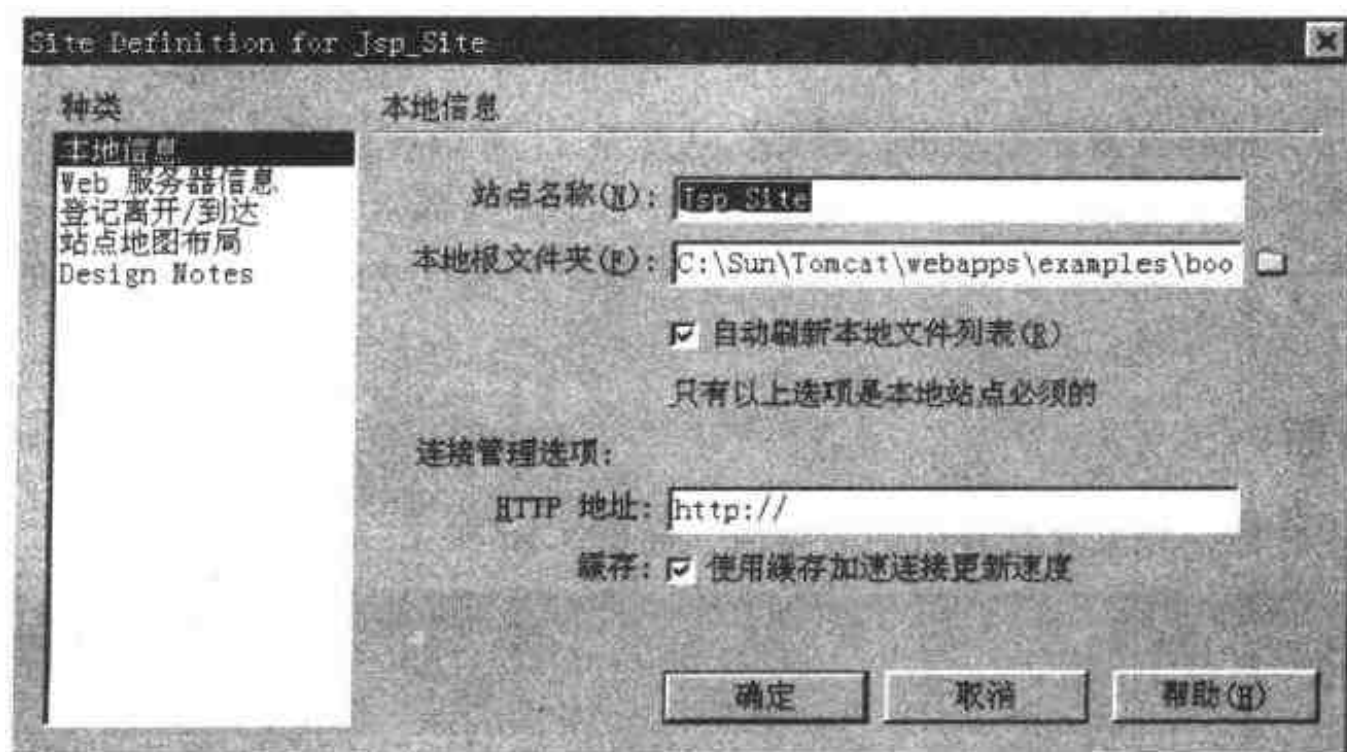 Site Definition for Jsp_Site
种类
本地信息
Web 服务器信息
登记离开/到达
站点地图布局
Design Notes
本地信息
站点名称(N): Jsp_Site
本地根文件夹(F): C:\Sun\Tomcat\webapps\examples\boo
自动刷新本地文件列表(R)
只有以上选项是本地站点必须的
连接管理选项:
HTTP 地址: http://
缓存: 使用缓存加速连接更新速度
确定
取消
帮助(H)